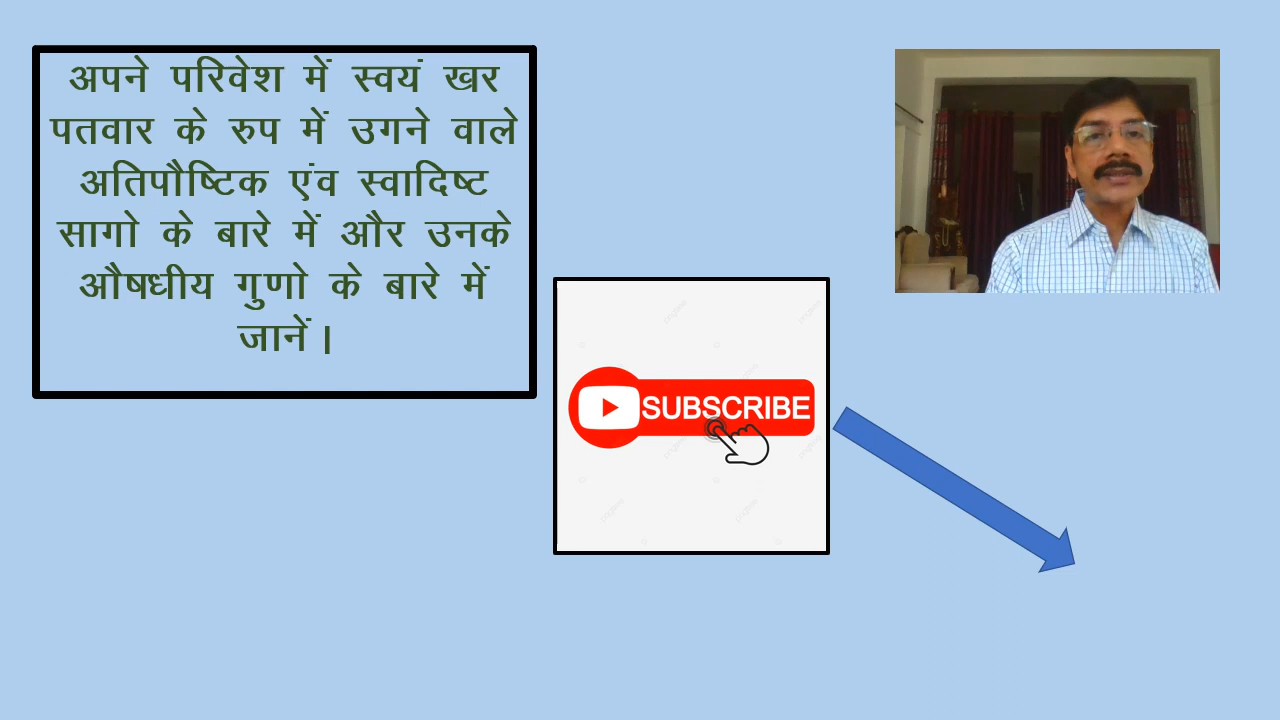 अपने परिवेश में स्वयं खर
पतवार के रुप में उगने वाले
अतिपौष्टिक एंव स्वादिष्ट
सागो के बारे में और उनके
औषधीय गुणो के बारे में
जानें।
SUBSCRIBE